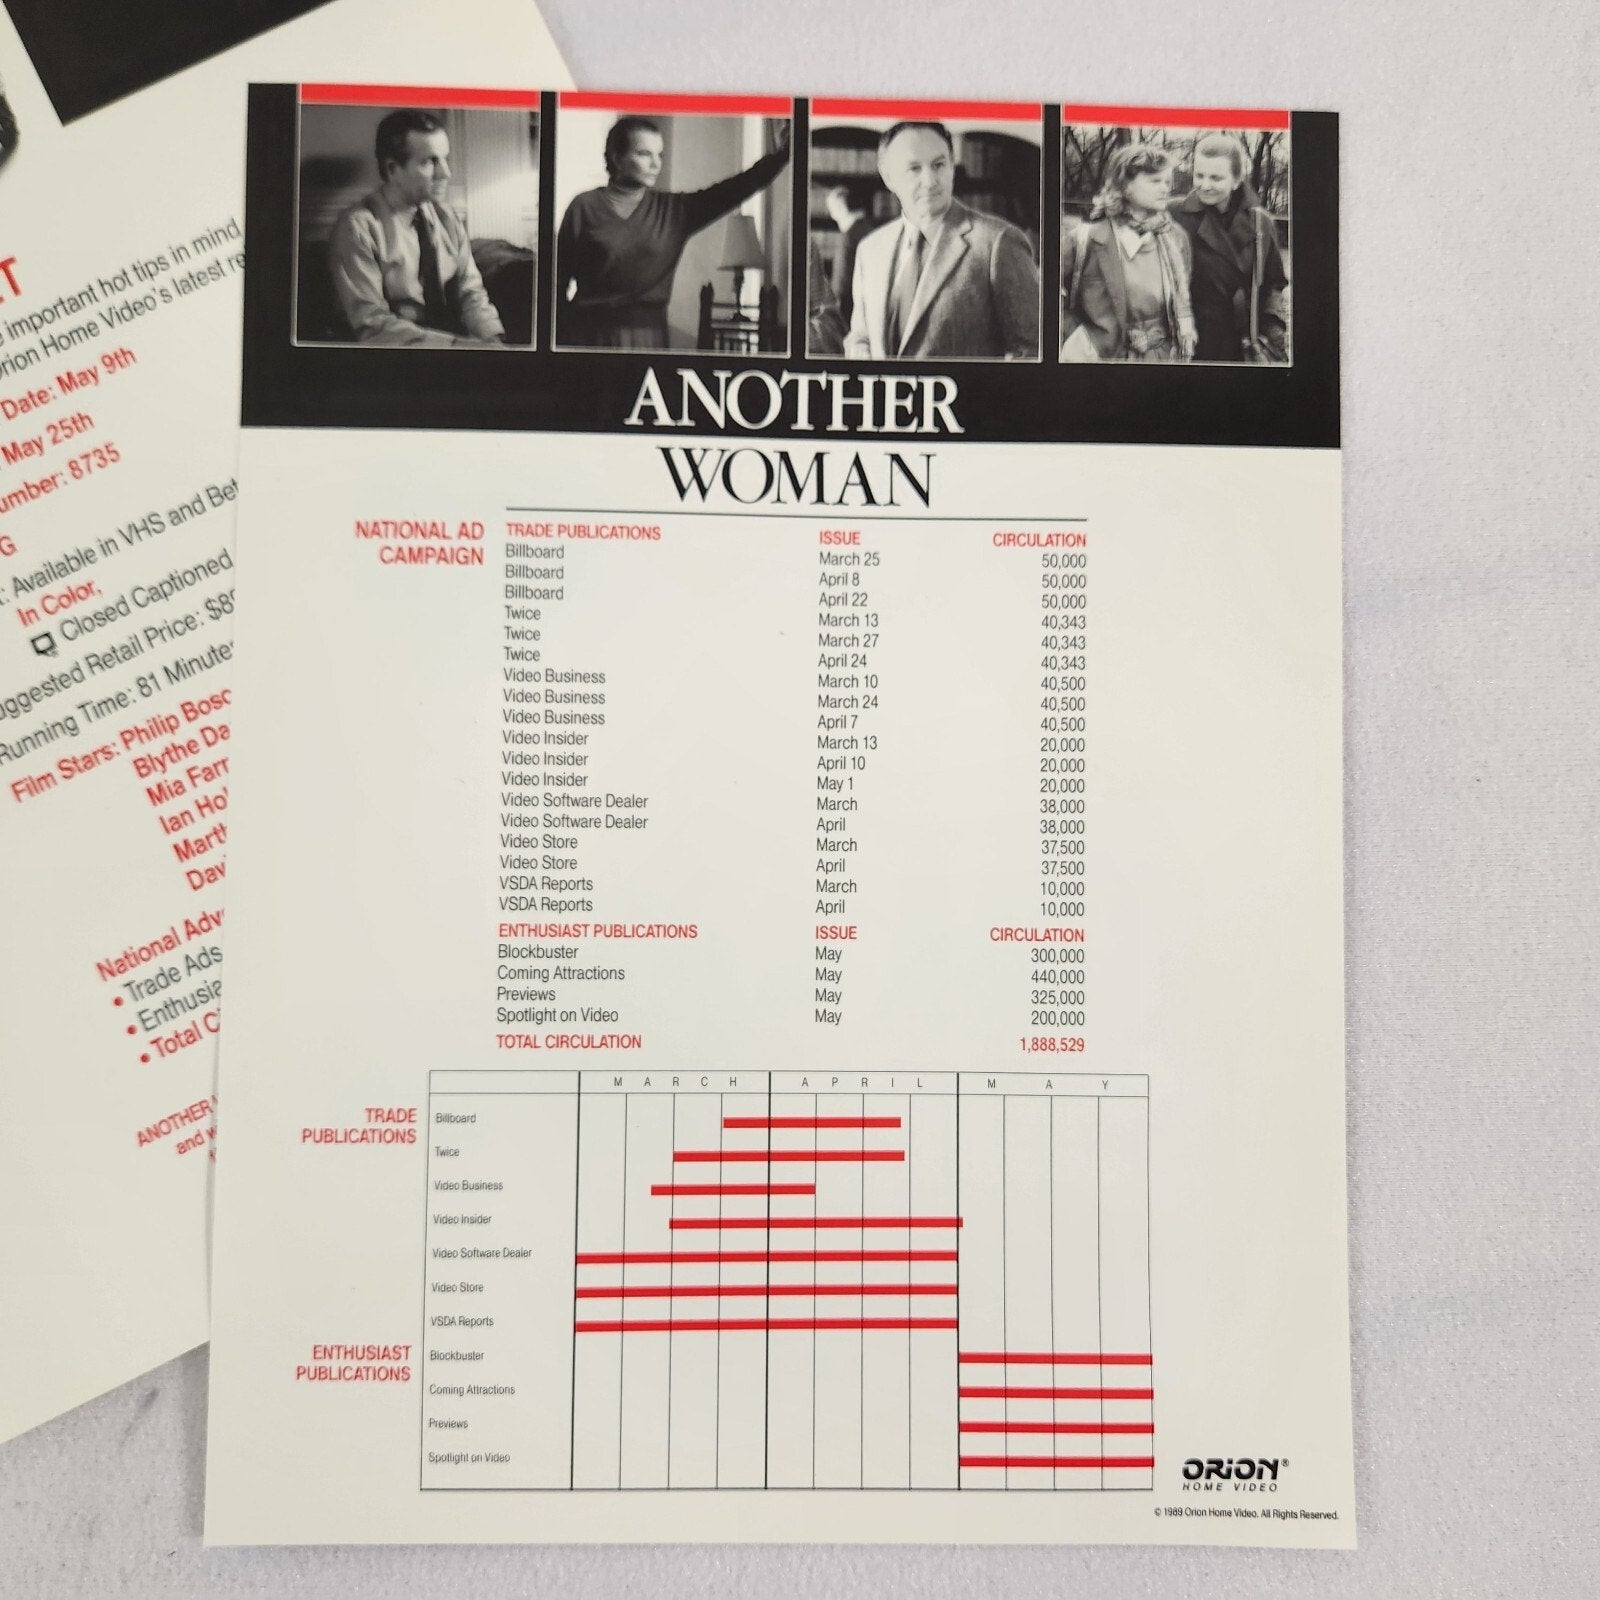 T
important hot tips in mind
Orion Home Video's latest
Date: May 9th
May 25th
8735
G
Available in VHS and
In Color,
Closed Captioned
Retail Price:
Running Time: 81
Film Stars: Philip
Blythe
Mia
Ian
National
• Trade Ads
•
• Total
ANOTHER
and
ANOTHER
WOMAN
NATIONAL AD
CAMPAIGN
TRADE PUBLICATIONS ISSUE CIRCULATION
Billboard March 25 50,000
Billboard April 8 50,000
Billboard April 22 50,000
Twice March 13 40,343
Twice March 27 40,343
Twice April 24 40,343
Video Business March 10 40,500
Video Business March 24 40,500
Video Business April 7 40,500
Video Insider March 13 20,000
Video Insider April 10 20,000
Video Insider May 1 20,000
Video Software Dealer March 38,000
Video Software Dealer April 38,000
Video Store March 37,500
Video Store April 37,500
VSDA Reports March 10,000
VSDA Reports April 10,000
ENTHUSIAST PUBLICATIONS ISSUE CIRCULATION
Blockbuster May 300,000
Coming Attractions May 440,000
Previews May 325,000
Spotlight on Video May 200,000
TOTAL CIRCULATION 1,888,529
MARCH APRIL MAY
TRADE
PUBLICATIONS
Billboard
Twice
Video Business
Video Insider
Video Software Dealer
Video Store
VSDA Reports
ENTHUSIAST
PUBLICATIONS
Blockbuster
Coming Attractions
Previews
Spotlight on Video
ORION®
HOME VIDEO
© 1989 Orion Home Video. All Rights Reserved.